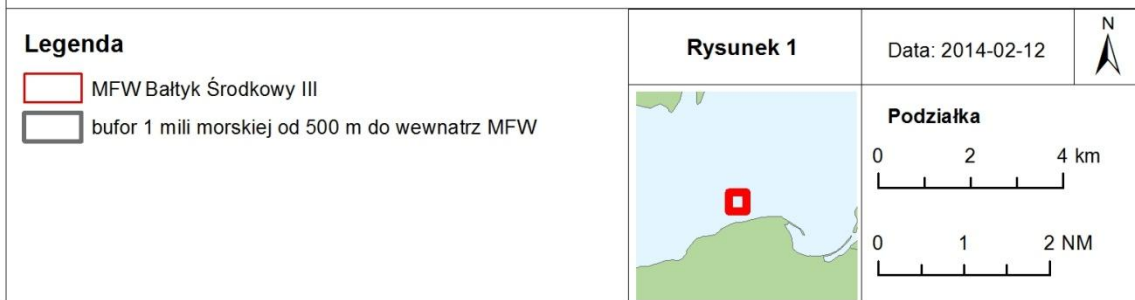 Legenda
MFW Bałtyk Środkowy III
bufor 1 mili morskiej od 500 m do wewnatrz MFW
Rysunek 1
Data: 2014-02-12
N
Podziałka
0 2 4 km
0 1 2 NM